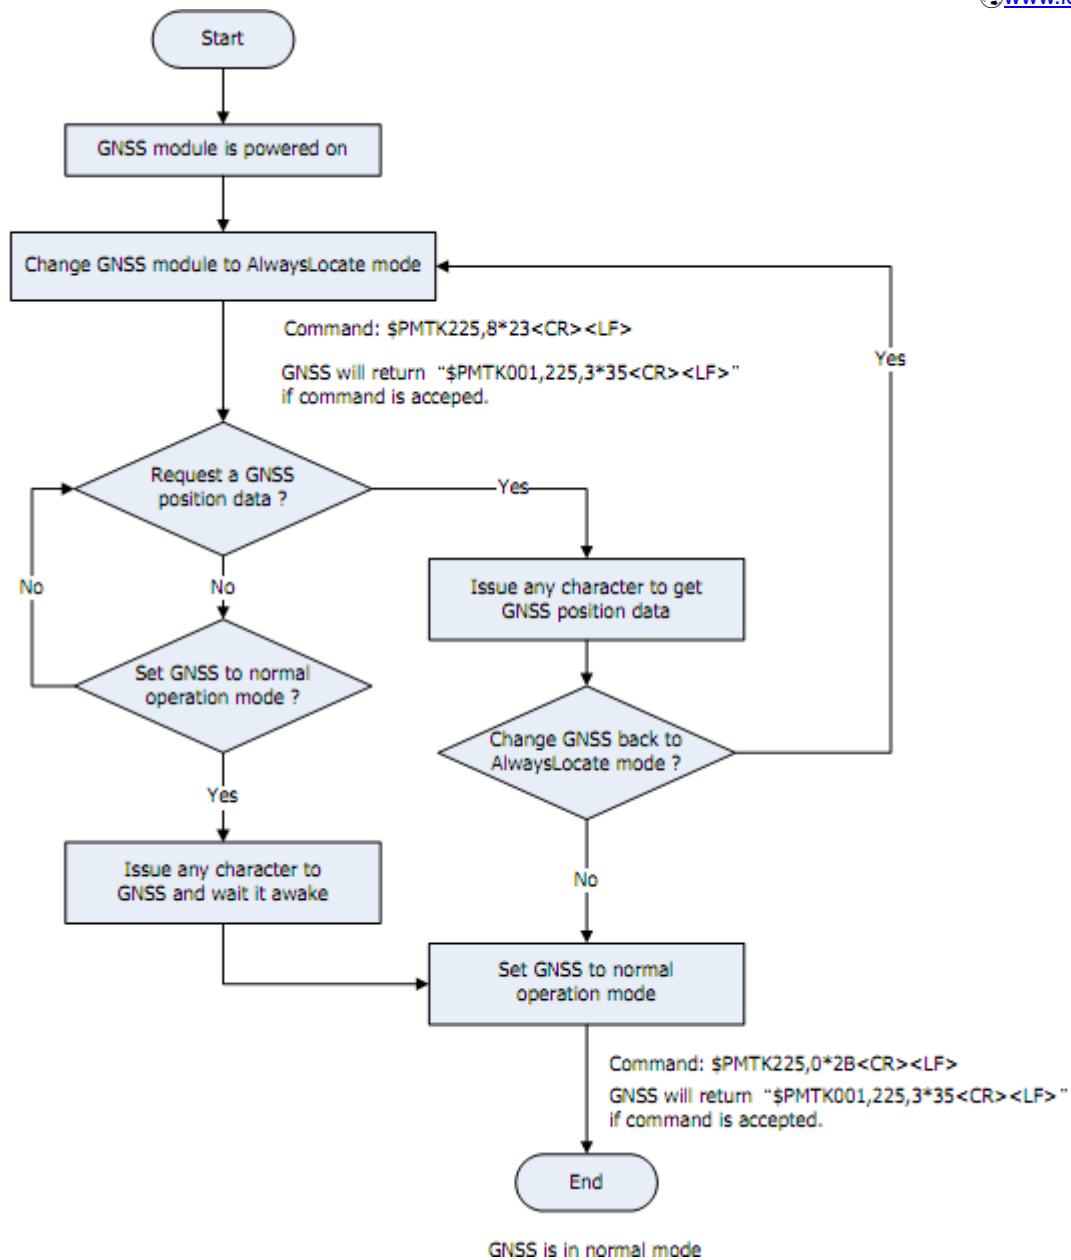 Start
GNSS module is powered on
Change GNSS module to AlwaysLocate mode
Command: $PMTK225,8*23<CR><LF>
GNSS will return “$PMTK001,225,3*35<CR><LF>”
if command is acceped.
Yes
Request a GNSS
position data ?
Yes
No
No
Issue any character to get
GNSS position data
Set GNSS to normal
operation mode ?
Change GNSS back to
AlwaysLocate mode ?
Yes
Issue any character to
GNSS and wait it awake
No
Set GNSS to normal
operation mode
Command: $PMTK225,0*2B<CR><LF>
GNSS will return “$PMTK001,225,3*35<CR><LF>”
if command is accepted.
End
GNSS is in normal mode